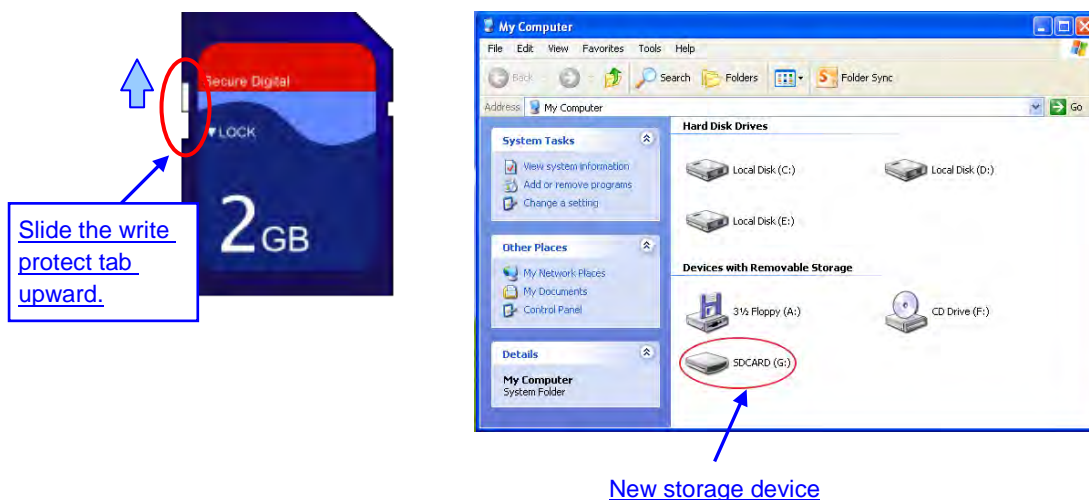 Secure Digital
▼LOCK
2GB
Slide the write
protect tab
upward.
My Computer
File Edit View Favorites Tools Help
Back Search Folders Folder Sync
Address My Computer Go
System Tasks
View system information
Add or remove programs
Change a setting
Other Places
My Network Places
My Documents
Control Panel
Details
My Computer
System Folder
Hard Disk Drives
Local Disk (C:) Local Disk (D:)
Local Disk (E:)
Devices with Removable Storage
3½ Floppy (A:) CD Drive (F:)
SDCARD (G:)
New storage device